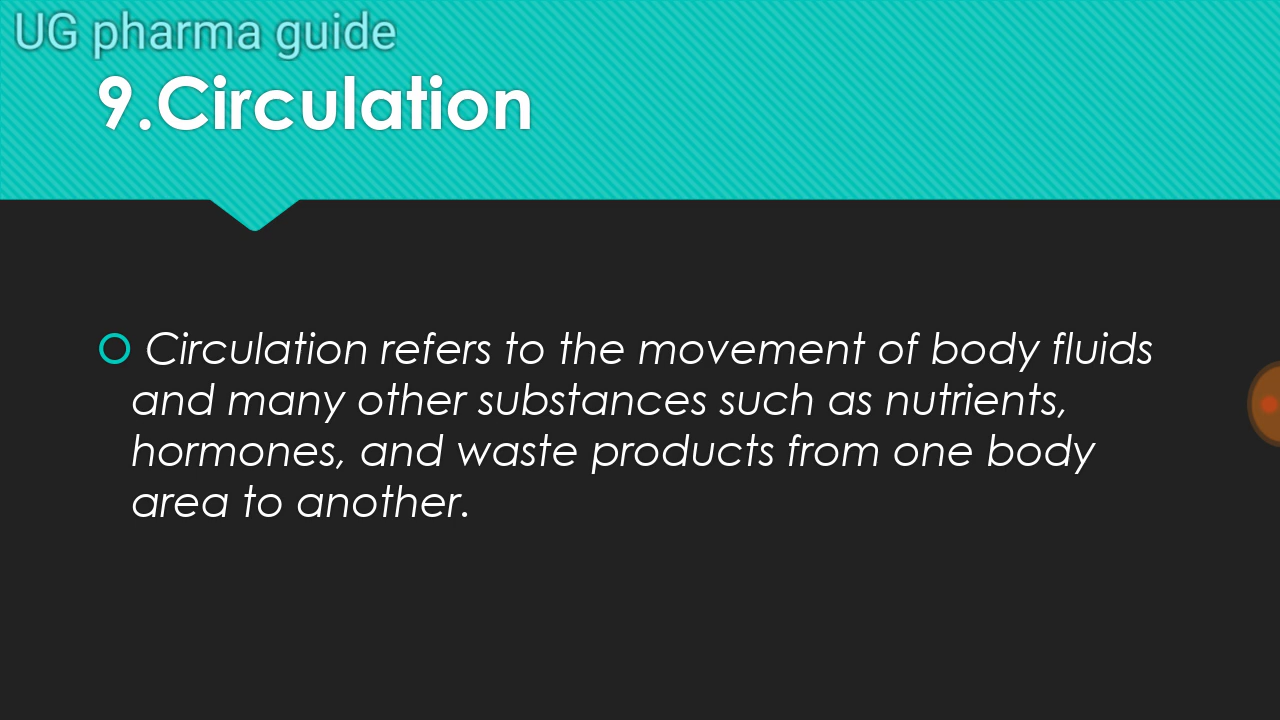 UG pharma guide
9.Circulation
Circulation refers to the movement of body fluids
and many other substances such as nutrients,
hormones, and waste products from one body
area to another.